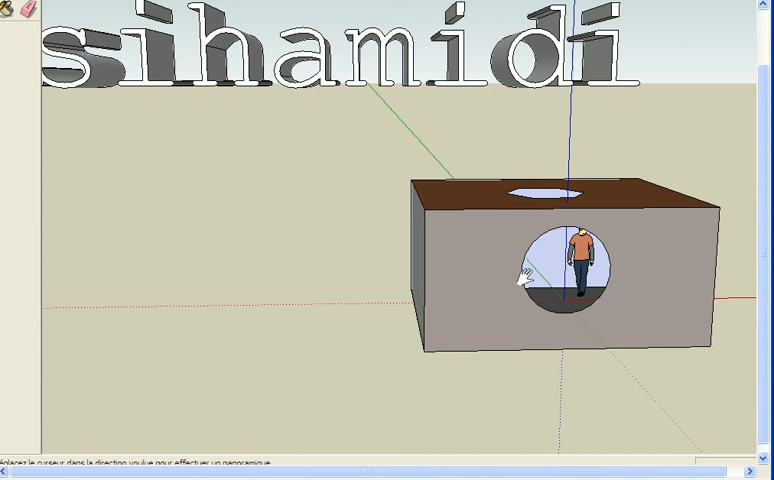 sihamidi
éplacez le curseur dans la direction voulue pour effectuer un panoramique